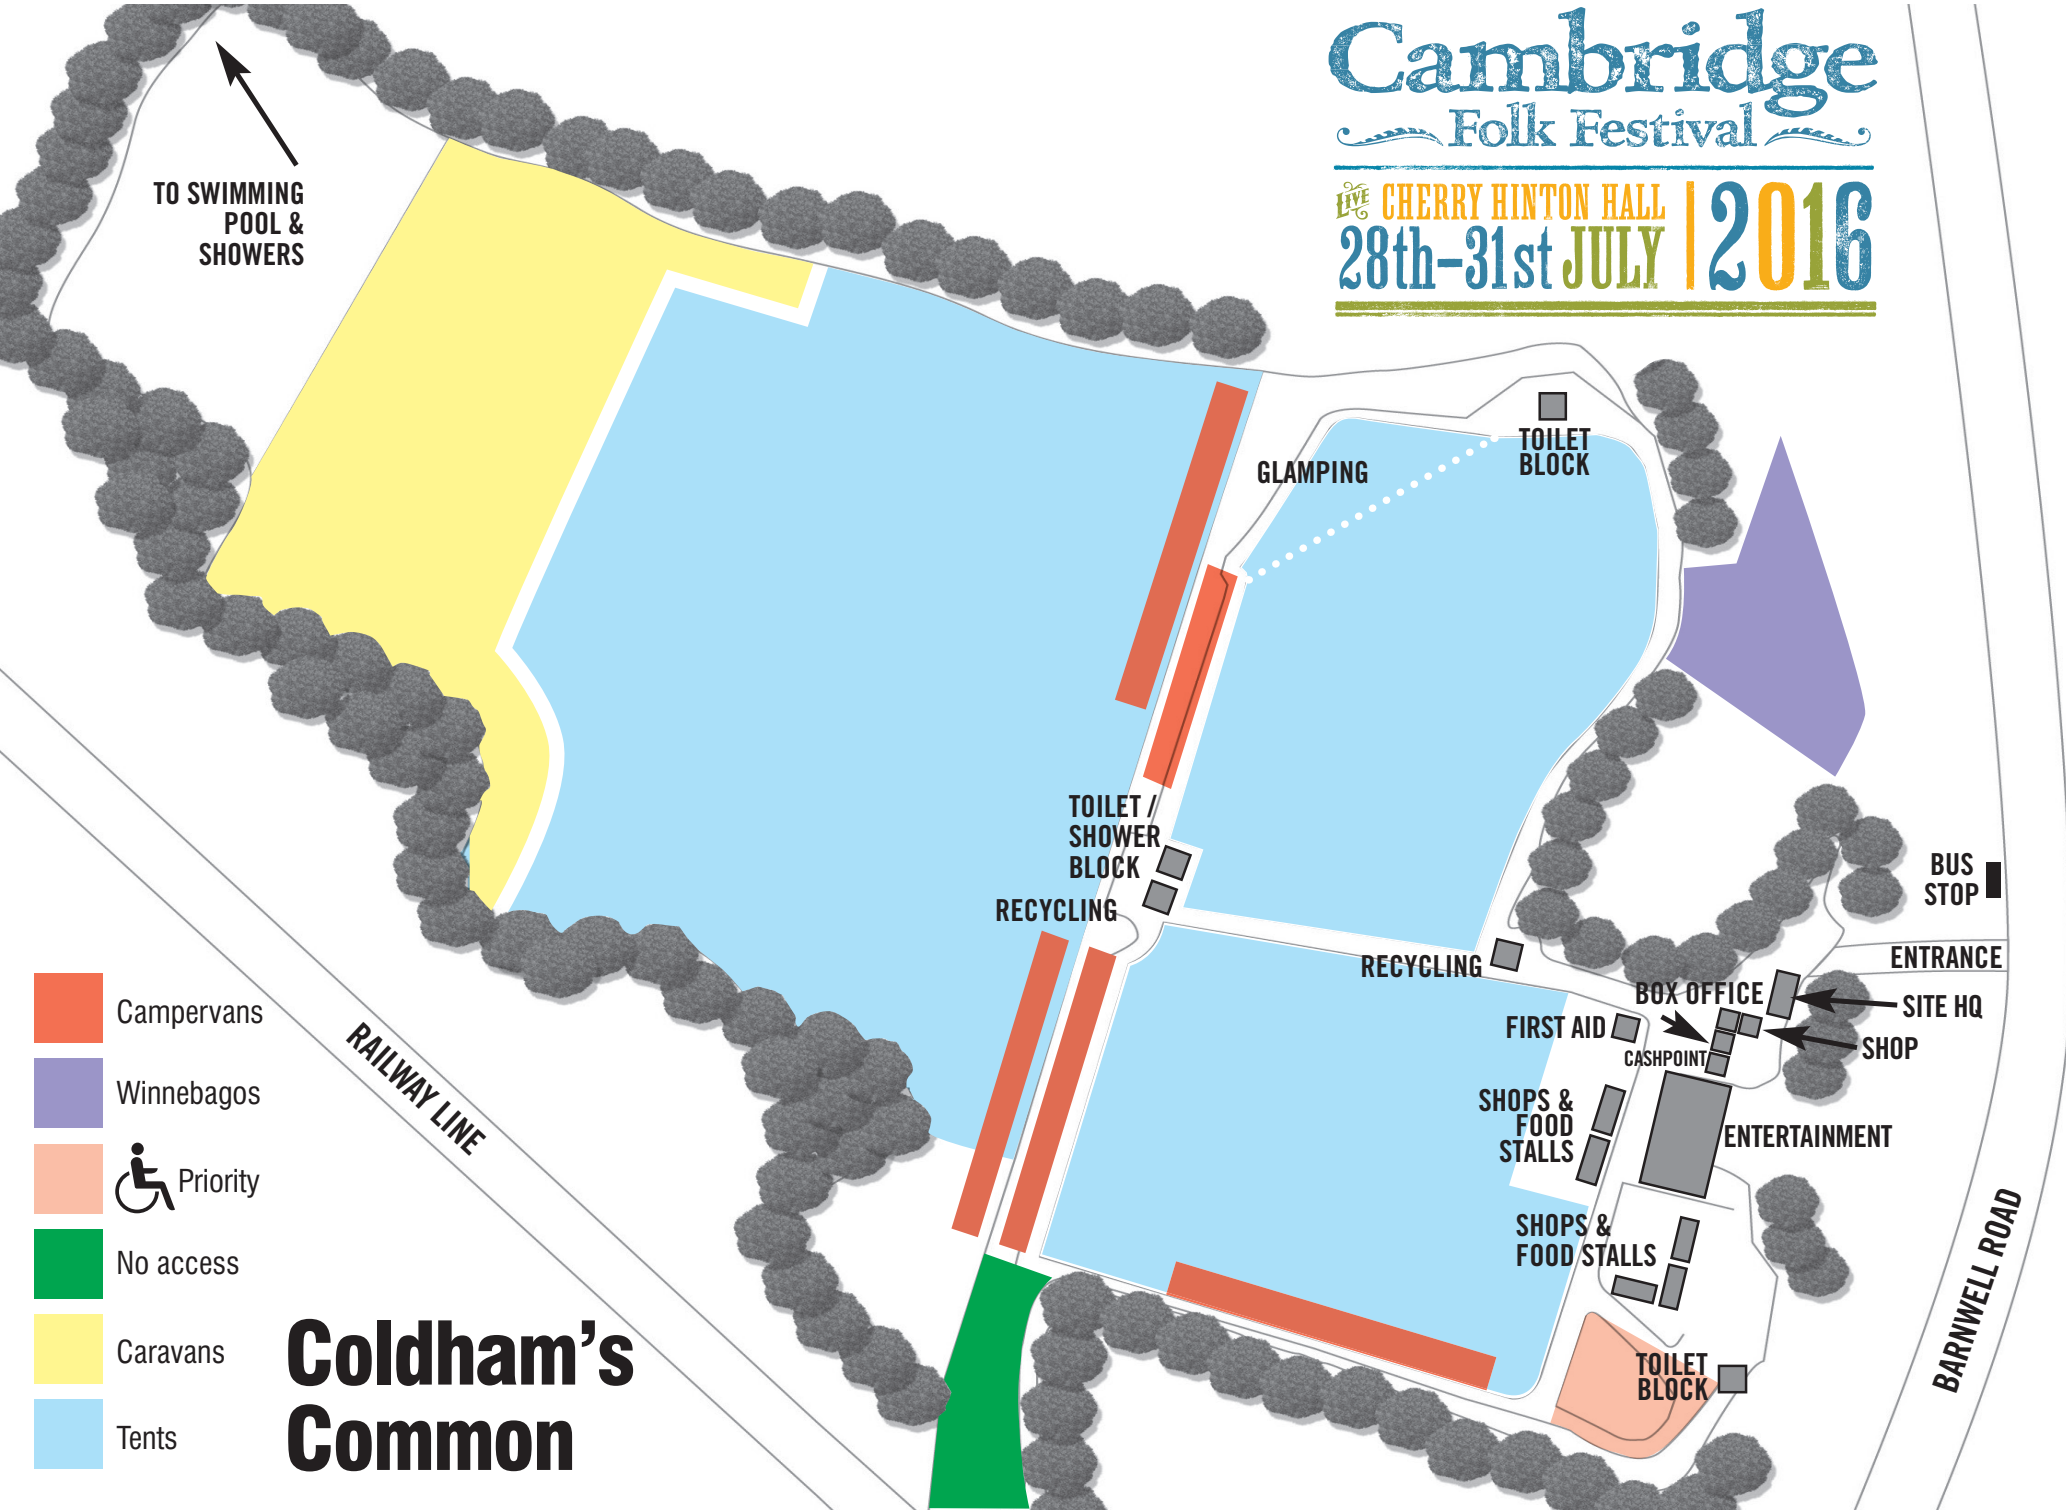 Cambridge
Folk Festival
LIVE CHERRY HINTON HALL
28th–31st JULY 2016
TO SWIMMING
POOL &
SHOWERS
TOILET
BLOCK
GLAMPING
TOILET /
SHOWER
BLOCK
RECYCLING
BUS
STOP
RECYCLING
ENTRANCE
BOX OFFICE
SITE HQ
FIRST AID
SHOP
CASHPOINT
SHOPS &
FOOD
STALLS
ENTERTAINMENT
SHOPS &
FOOD STALLS
TOILET
BLOCK
BARNWELL ROAD
RAILWAY LINE
Campervans
Winnebagos
Priority
No access
Caravans
Tents
Coldham's
Common